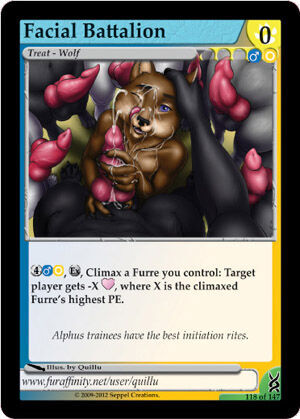 Facial Battalion
0
Treat - Wolf
4, , Climax a Furre you control: Target
player gets -X , where X is the climaxed
Furre's highest PE.
Alphus trainees have the best initiation rites.
Illus. by Quillu
www.furaffinity.net/user/quillu
© 2009-2012 Seppel Creations.
118 of 147